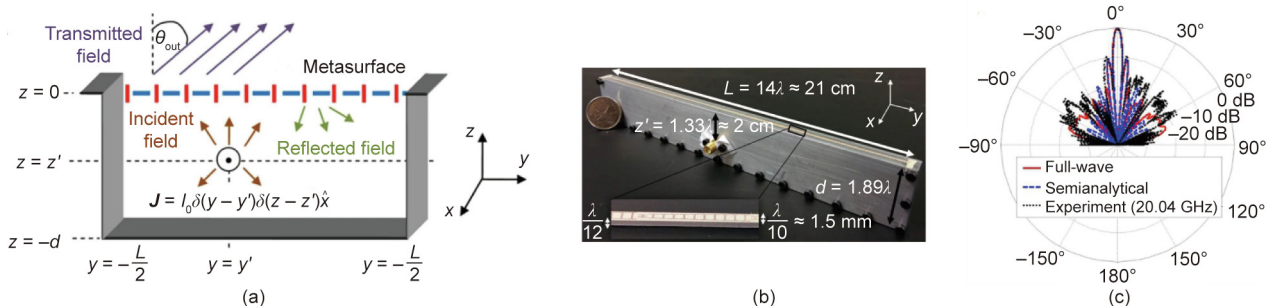 Transmitted
field
θout
Metasurface
z = 0
Incident
field
Reflected field
z = z′
J = I0δ(y – y′)δ(z – z′)x̂
z
y
x
z = –d
y = – L/2
y = y′
y = – L/2
(a)
L = 14λ ≈ 21 cm
z
x
y
z′ = 1.33λ ≈ 2 cm
d = 1.89λ
λ/12
λ/10 ≈ 1.5 mm
(b)
0°
–30°
30°
–60°
60°
0 dB
–10 dB
–20 dB
–90°
90°
Full-wave
Semianalytical
Experiment (20.04 GHz)
120°
–150°
150°
180°
(c)